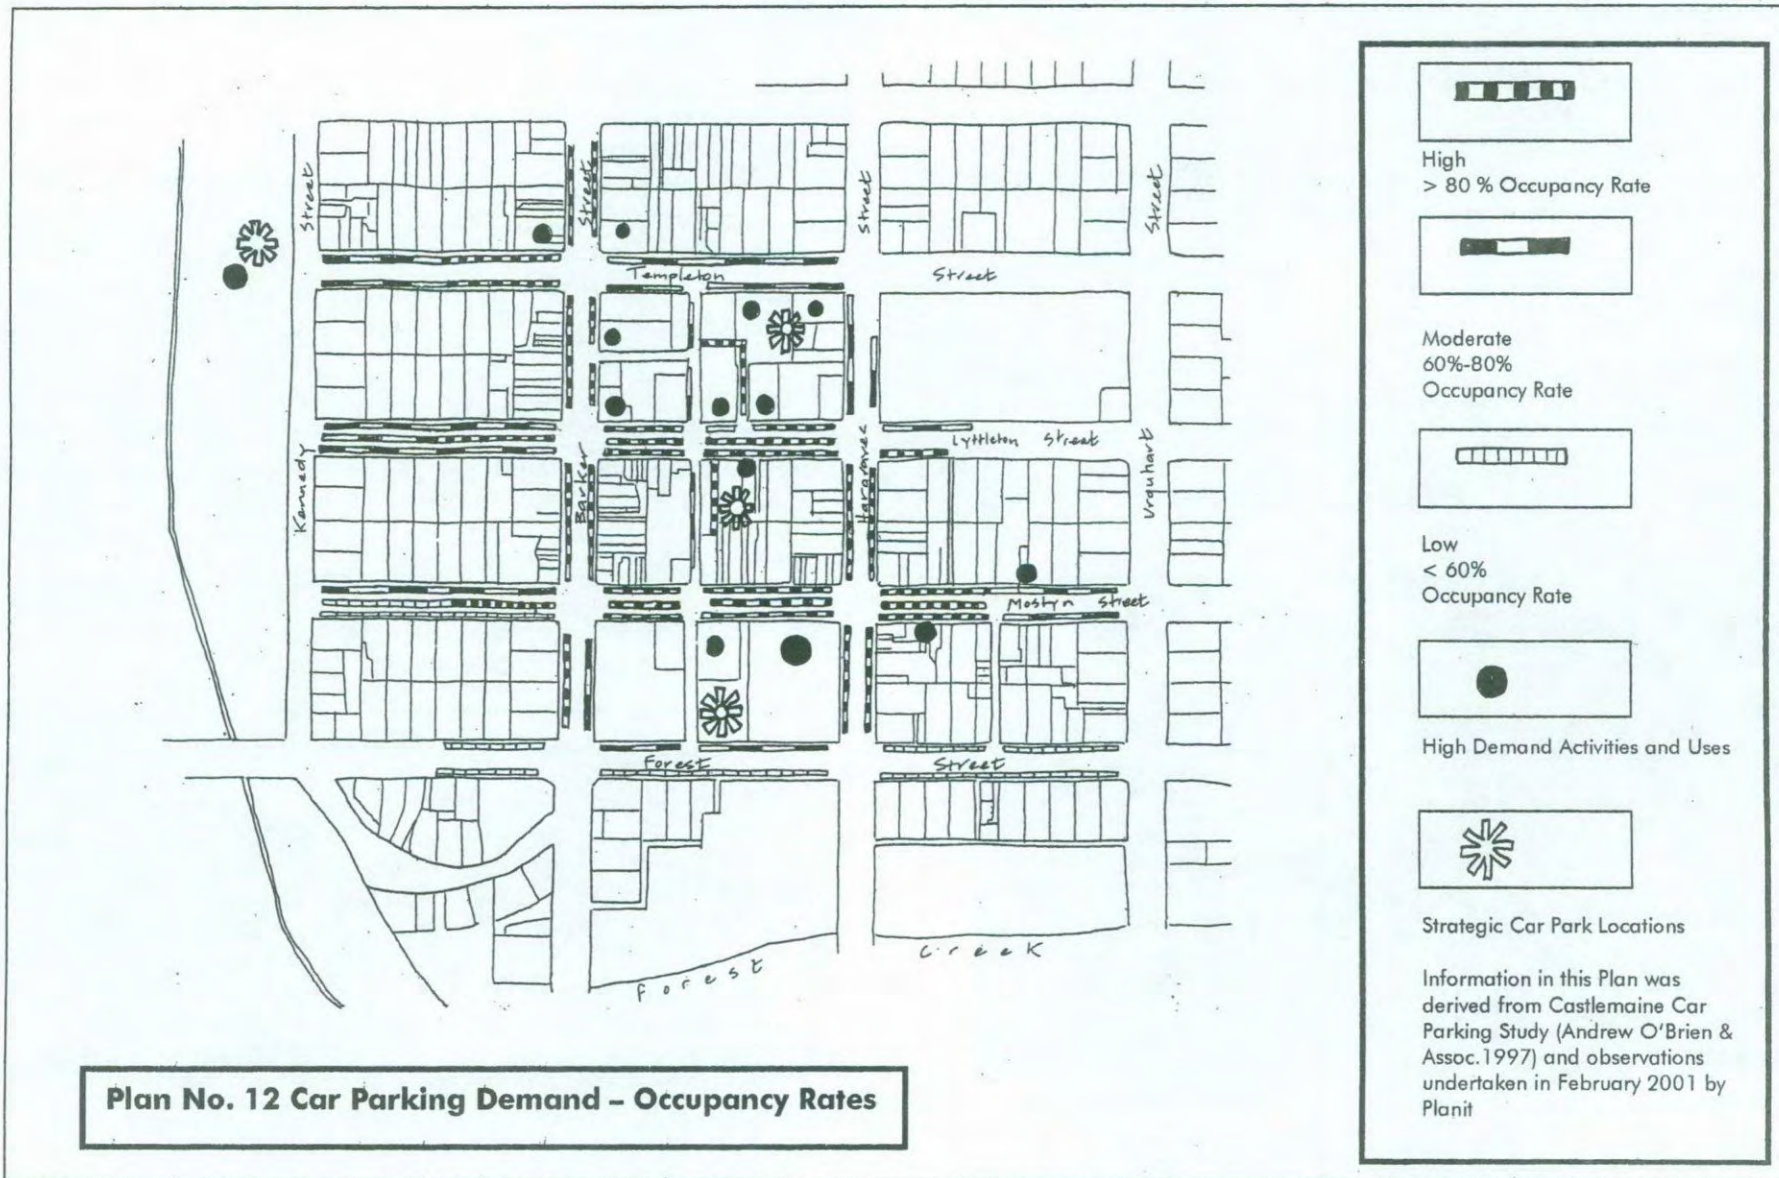 Street
Street
Street
Street
Templeton
Street
Lyttleton Street
Kennedy
Barker
Hargraves
Urquhart
Mostyn Street
Forest
Street
Forest
Creek
Plan No. 12 Car Parking Demand – Occupancy Rates
High
> 80 % Occupancy Rate
Moderate
60%-80%
Occupancy Rate
Low
< 60%
Occupancy Rate
High Demand Activities and Uses
Strategic Car Park Locations
Information in this Plan was
derived from Castlemaine Car
Parking Study (Andrew O'Brien &
Assoc.1997) and observations
undertaken in February 2001 by
Planit